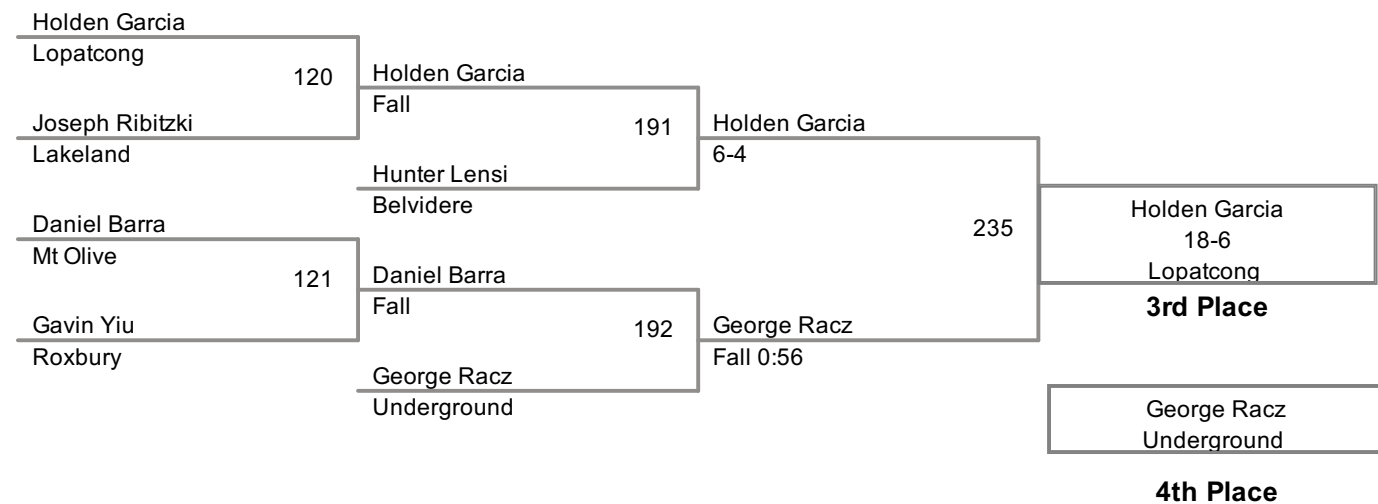 Holden Garcia
Lopatcong
120
Joseph Ribitzki
Lakeland
Daniel Barra
Mt Olive
121
Gavin Yiu
Roxbury
Holden Garcia
Fall
191
Hunter Lensi
Belvidere
Daniel Barra
Fall
192
George Racz
Underground
Holden Garcia
6-4
235
George Racz
Fall 0:56
Holden Garcia
18-6
Lopatcong
3rd Place
George Racz
Underground
4th Place